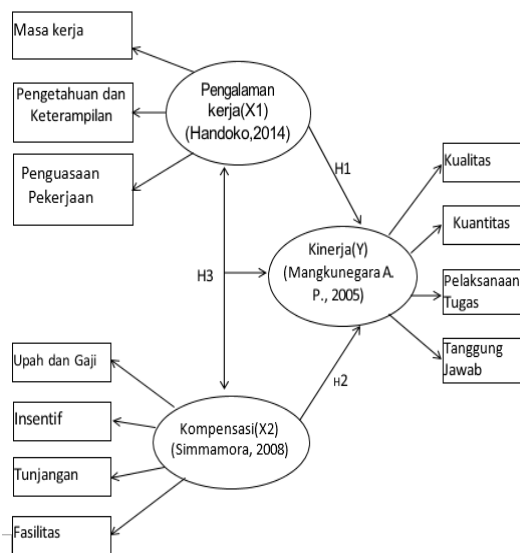 Masa kerja
Pengetahuan dan
Keterampilan
Penguasaan
Pekerjaan
Pengalaman
kerja(X1)
(Handoko,2014)
H1
H3
Kinerja(Y)
(Mangkunegara A.
P., 2005)
Kualitas
Kuantitas
Pelaksanaan
Tugas
Tanggung
Jawab
H2
Upah dan Gaji
Insentif
Tunjangan
Fasilitas
Kompensasi(X2)
(Simmamora, 2008)